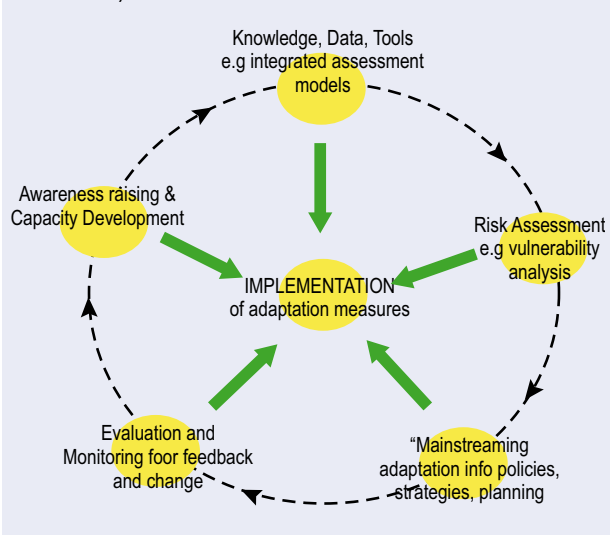 Knowledge, Data, Tools
e.g integrated assessment
models
Awareness raising &
Capacity Development
Risk Assessment
e.g vulnerability
analysis
IMPLEMENTATION
of adaptation measures
Evaluation and
Monitoring foor feedback
and change
“Mainstreaming
adaptation info policies,
strategies, planning